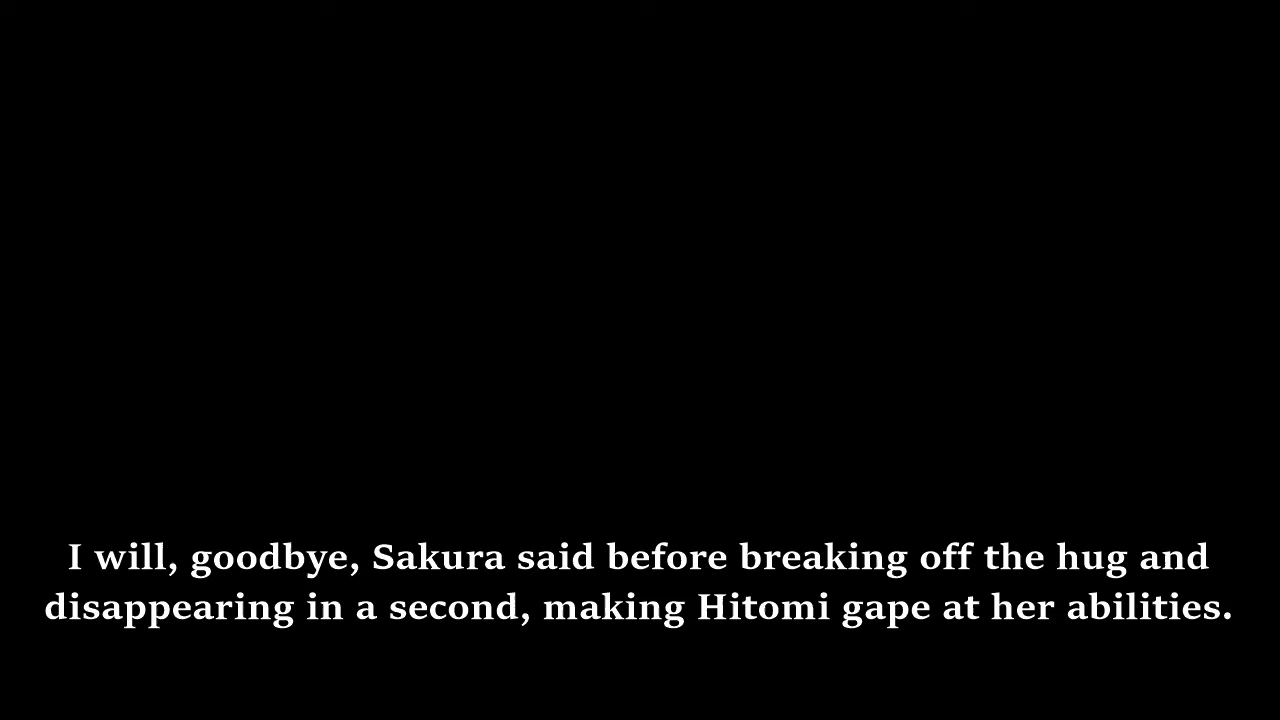 I will, goodbye, Sakura said before breaking off the hug and
disappearing in a second, making Hitomi gape at her abilities.